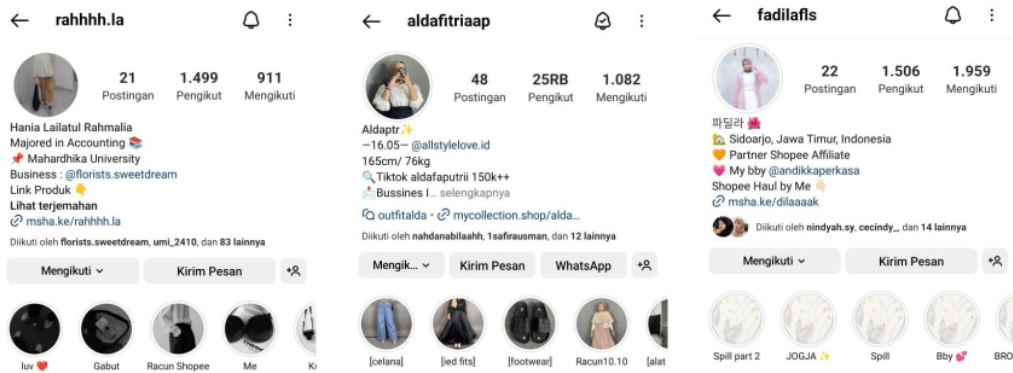 rahhhh.la
21 1.499 911
Postingan Pengikut Mengikuti
Hania Lailatul Rahmalia
Majored in Accounting 📚
📌 Mahardhika University
Business : @florists.sweetdream
Link Produk 👇
Lihat terjemahan
msha.ke/rahhhh.la
Diikuti oleh florists.sweetdream, umi_2410, dan 83 lainnya
Mengikuti Kirim Pesan
luv ❤️ Gabut Racun Shopee Me
aldafitriaap
48 25RB 1.082
Postingan Pengikut Mengikuti
Aldaptr✨
—16.05— @allstylelove.id
165cm/ 76kg
🔍Tiktok aldafaputrii 150k++
📩Bussines l... selengkapnya
outfitalda · mycollection.shop/alda...
Diikuti oleh nahdanabilaahh, 1safirausman, dan 12 lainnya
Mengik... Kirim Pesan WhatsApp
[celana] [ied fits] [footwear] Racun10.10 [alat
fadilafls
22 1.506 1.959
Postingan Pengikut Mengikuti
파딜라 🌺
🏡 Sidoarjo, Jawa Timur, Indonesia
🧡 Partner Shopee Affiliate
💗 My bby @andikkaperkasa
Shopee Haul by Me 👇🏻
msha.ke/dilaaaak
Diikuti oleh nindyah.sy, cecindy_, dan 14 lainnya
Mengikuti Kirim Pesan
Spill part 2 JOGJA ✨ Spill Bby 💕 BRO